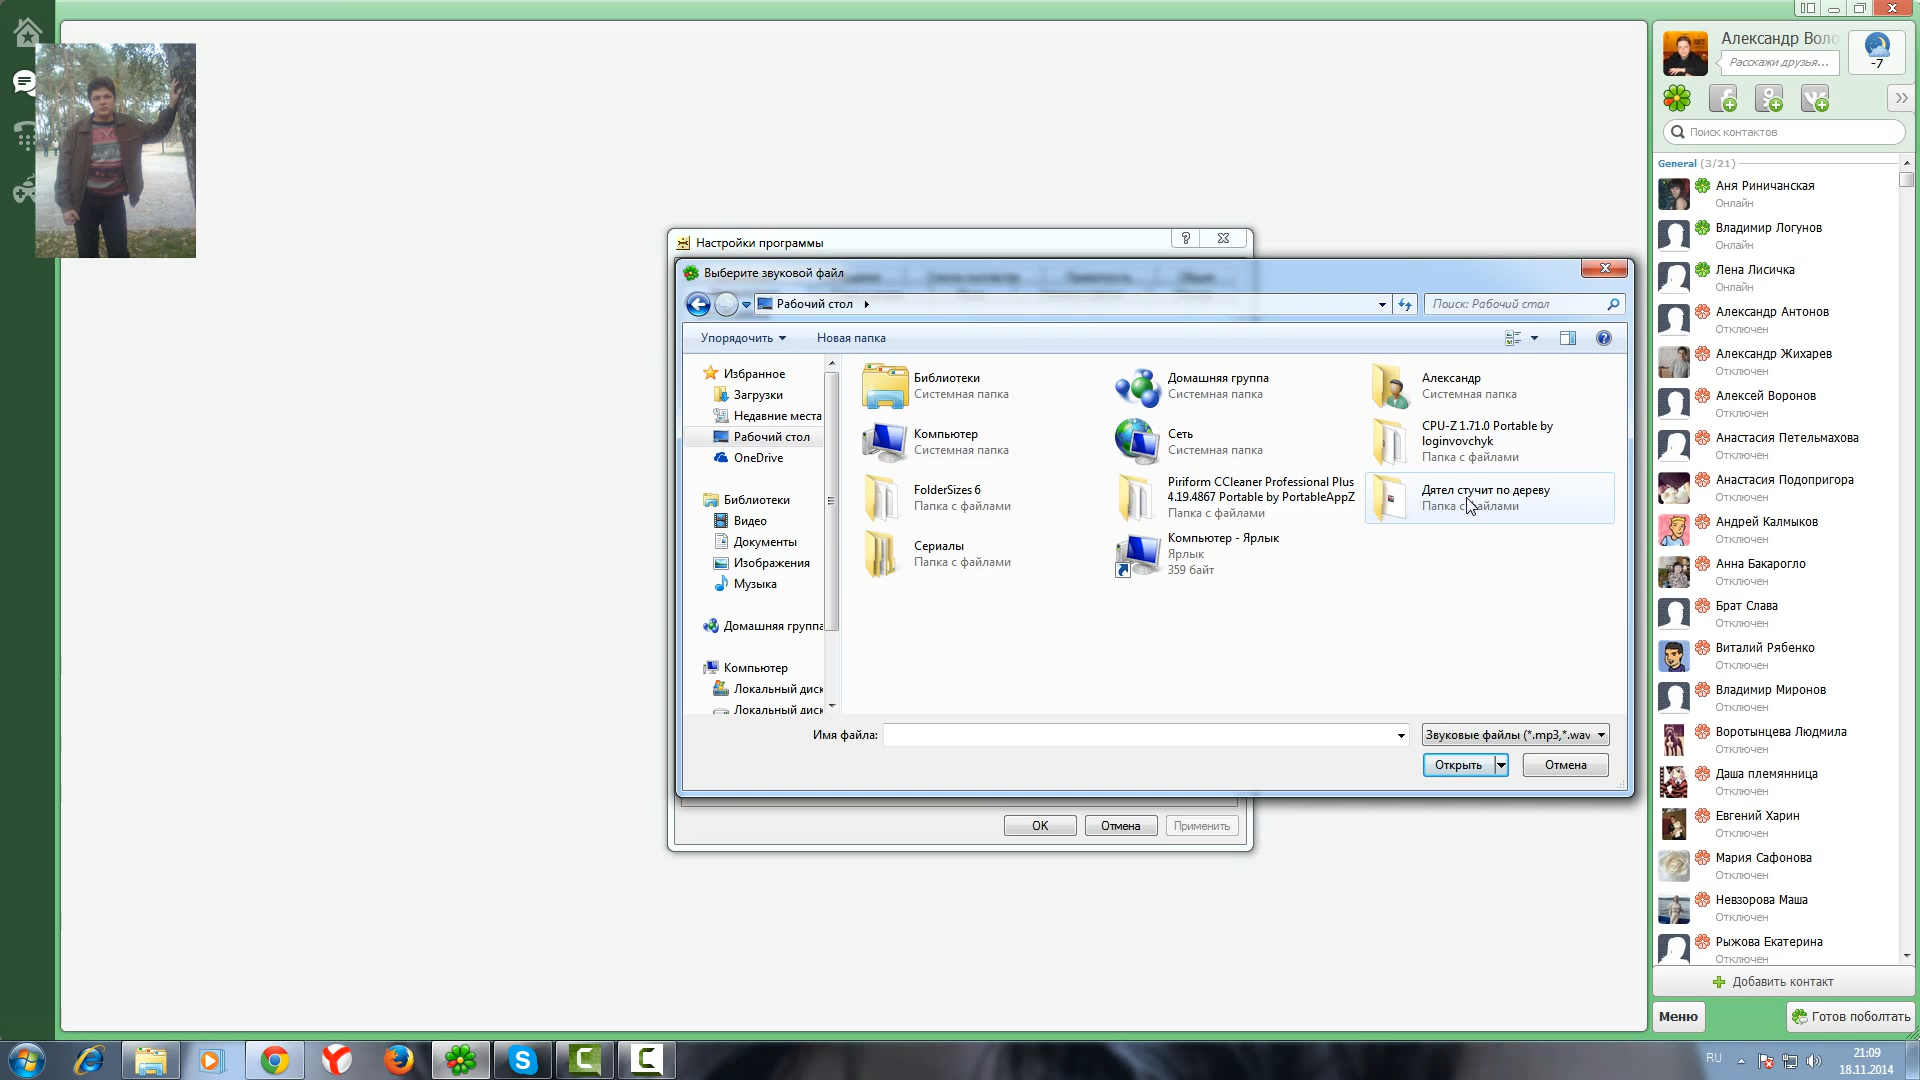 Александр Воло
Расскажи друзья...
-7
Поиск контактов
General (3/21)
Аня Риничанская
Онлайн
Владимир Логунов
Онлайн
Лена Лисичка
Онлайн
Александр Антонов
Отключен
Александр Жихарев
Отключен
Алексей Воронов
Отключен
Анастасия Петельмахова
Отключен
Анастасия Подопригора
Отключен
Андрей Калмыков
Отключен
Анна Бакарогло
Отключен
Брат Слава
Отключен
Виталий Рябенко
Отключен
Владимир Миронов
Отключен
Воротынцева Людмила
Отключен
Даша племянница
Отключен
Евгений Харин
Отключен
Мария Сафонова
Отключен
Невзорова Маша
Отключен
Рыжова Екатерина
Отключен
Добавить контакт
Меню
Готов поболтать
Настройки программы
Выберите звуковой файл
Рабочий стол
Поиск: Рабочий стол
Упорядочить
Новая папка
Избранное
Загрузки
Недавние места
Рабочий стол
OneDrive
Библиотеки
Видео
Документы
Изображения
Музыка
Домашняя группа
Компьютер
Локальный диск
Локальный диск
Библиотеки
Системная папка
Домашняя группа
Системная папка
Александр
Системная папка
Компьютер
Системная папка
Сеть
Системная папка
CPU-Z 1.71.0 Portable by
loginvovchyk
Папка с файлами
FolderSizes 6
Папка с файлами
Piriform CCleaner Professional Plus
4.19.4867 Portable by PortableAppZ
Папка с файлами
Дятел стучит по дереву
Папка с файлами
Сериалы
Папка с файлами
Компьютер - Ярлык
Ярлык
359 байт
Имя файла:
Звуковые файлы (*.mp3,*.wav
Открыть
Отмена
OK
Отмена
Применить
RU
21:09
18.11.2014